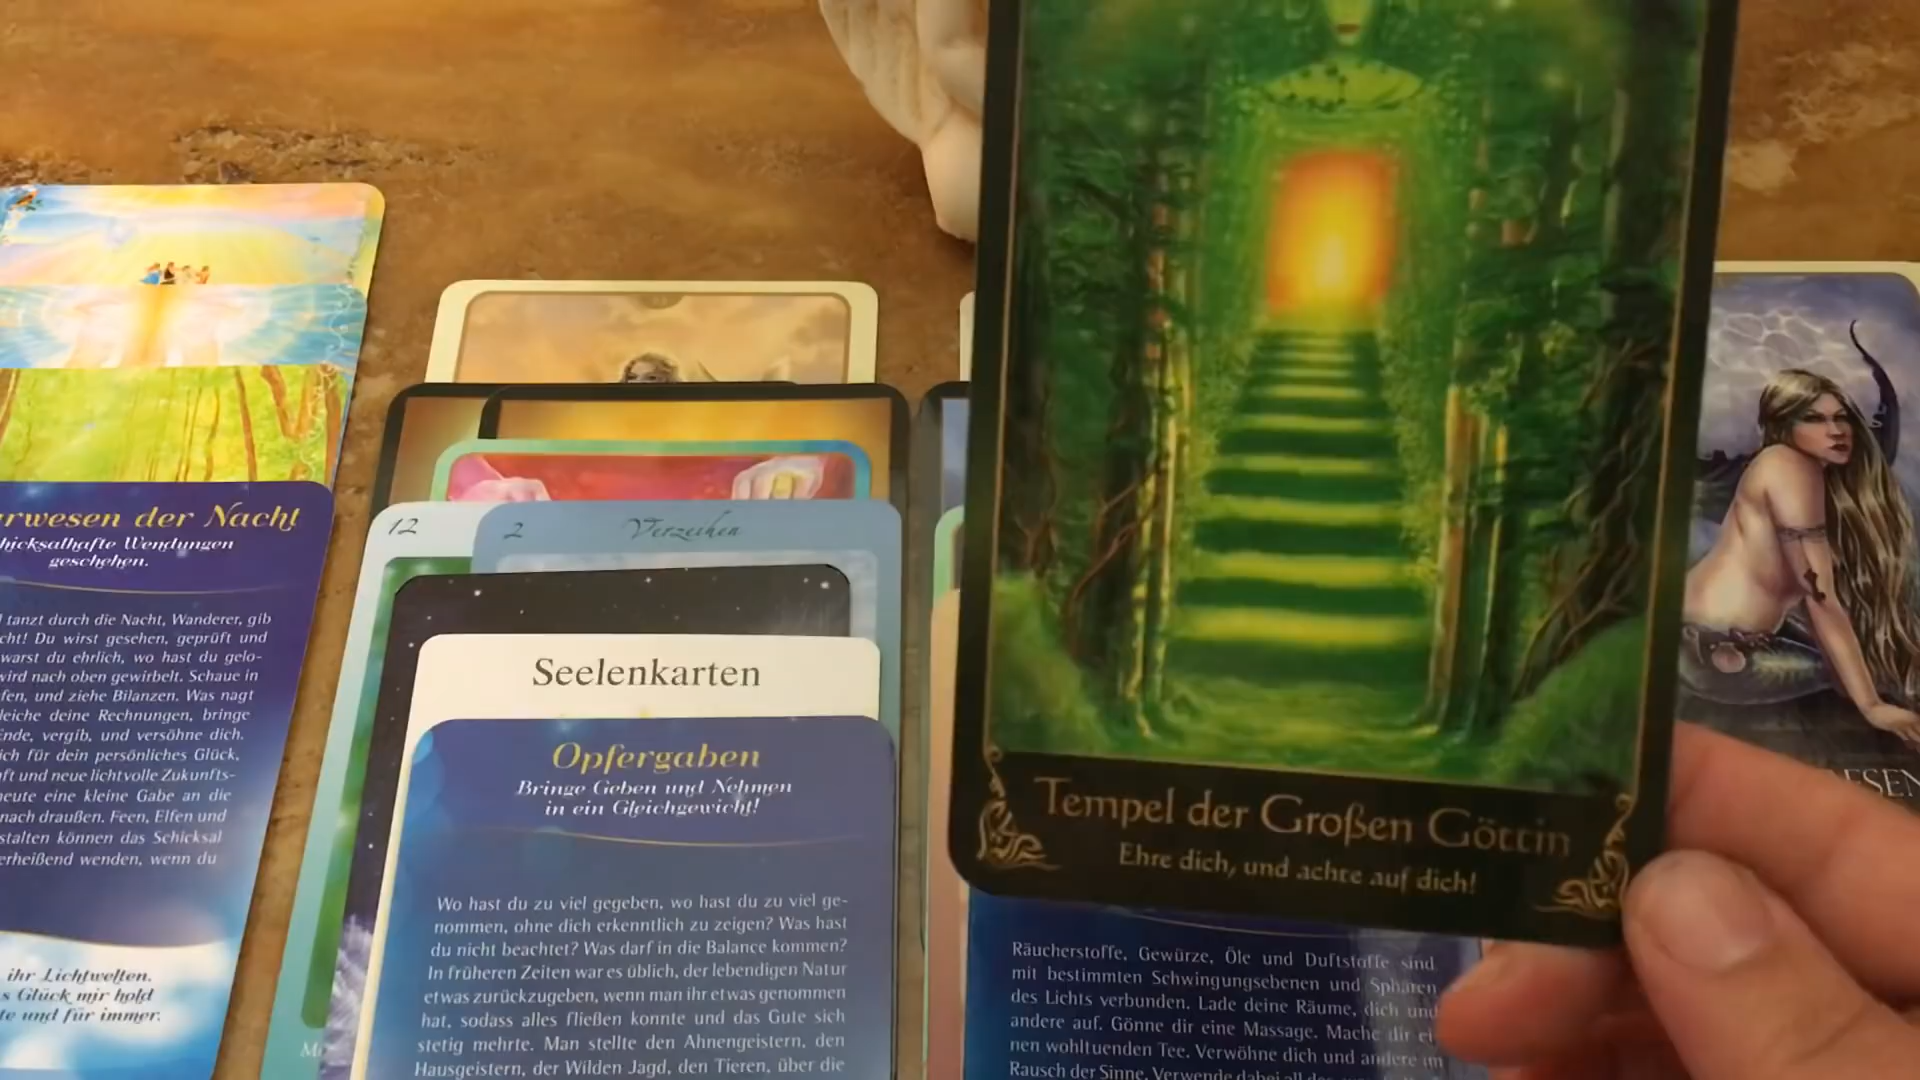 arwesen der Nacht
hicksalhafte Wendungen
geschehen.
tanzt durch die Nacht, Wanderer, gib
cht! Du wirst gesehen, geprüft und
warst du ehrlich, wo hast du gelo-
wird nach oben gewirbelt. Schaue in
fen, und ziehe Bilanzen. Was nagt
leiche deine Rechnungen, bringe
Ende, vergib, und versöhne dich.
ich für dein persönliches Glück,
ft und neue lichtvolle Zukunfts-
heute eine kleine Gabe an die
nach draußen. Feen, Elfen und
stalten können das Schicksal
erheißend wenden, wenn du
ihr Lichtwelten.
s Glück mir hold
te und für immer.
12
2 Verzeihen
Seelenkarten
Opfergaben
Bringe Geben und Nehmen
in ein Gleichgewicht!
Wo hast du zu viel gegeben, wo hast du zu viel ge-
nommen, ohne dich erkenntlich zu zeigen? Was hast
du nicht beachtet? Was darf in die Balance kommen?
In früheren Zeiten war es üblich, der lebendigen Natur
etwas zurückzugeben, wenn man ihr etwas genommen
hat, sodass alles fließen konnte und das Gute sich
stetig mehrte. Man stellte den Ahnengeistern, den
Hausgeistern, der Wilden Jagd, den Tieren, über die
Tempel der Großen Göttin
Ehre dich, und achte auf dich!
Räucherstoffe, Gewürze, Öle und Duftstoffe sind
mit bestimmten Schwingungsebenen und Sphären
des Lichts verbunden. Lade deine Räume, dich und
andere auf. Gönne dir eine Massage. Mache dir ei-
nen wohltuenden Tee. Verwöhne dich und andere im
Rausch der Sinne. Verwende dabei all
ESEN